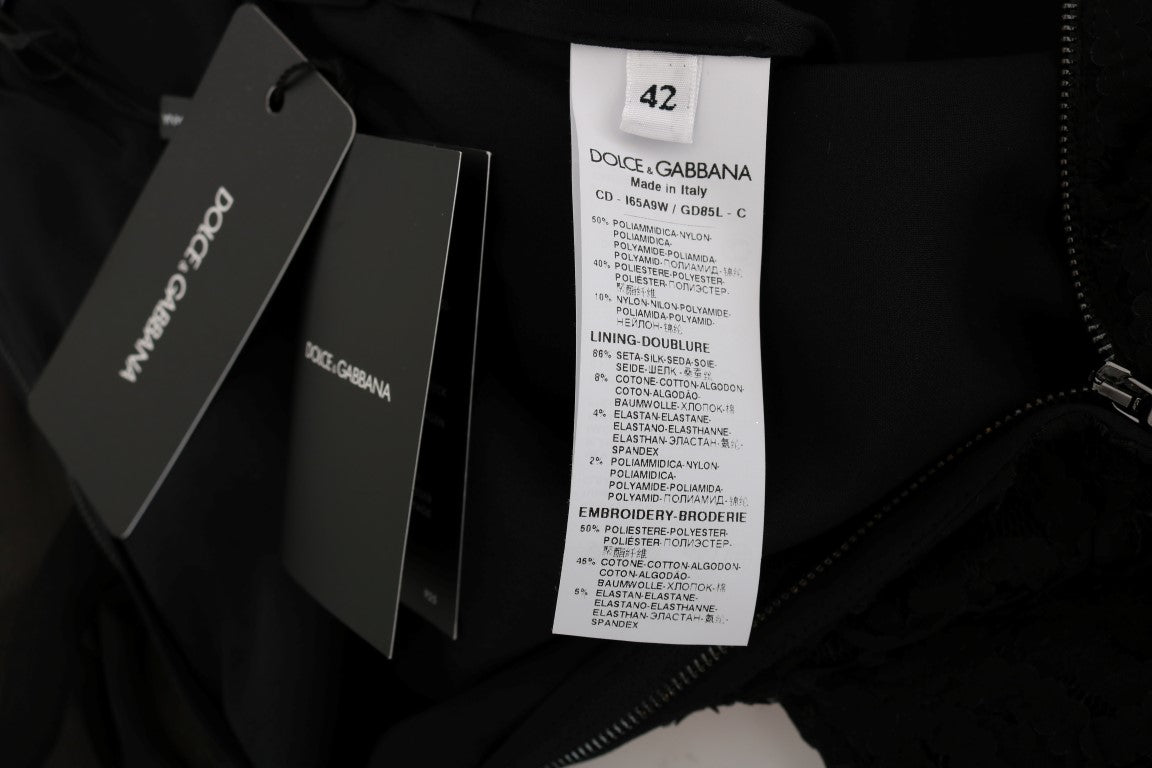 DOLCE & GABBANA
DOLCE & GABBANA
42
DOLCE & GABBANA
Made in Italy
CD - I65A9W / GD85L - C
50% POLIAMMIDICA-NYLON-
POLIAMIDICA-
POLYAMIDE-POLIAMIDA-
POLYAMID-ПОЛИАМИД-锦纶
40% POLIESTERE-POLYESTER-
POLIÉSTER-ПОЛИЭСТЕР-
聚酯纤维
10% NYLON-NILON-POLYAMIDE-
POLIAMIDA-POLYAMID-
НЕЙЛОН-锦纶
LINING-DOUBLURE
86% SETA-SILK-SEDA-SOIE-
SEIDE-ШЕЛК-桑蚕丝
8% COTONE-COTTON-ALGODON-
COTON-ALGODÃO-
BAUMWOLLE-ХЛОПОК-棉
4% ELASTAN-ELASTANE-
ELASTANO-ELASTHANNE-
ELASTHAN-ЭЛАСТАН-氨纶-
SPANDEX
2% POLIAMMIDICA-NYLON-
POLIAMIDICA-
POLYAMIDE-POLIAMIDA-
POLYAMID-ПОЛИАМИД-锦纶
EMBROIDERY-BRODERIE
50% POLIESTERE-POLYESTER-
POLIÉSTER-ПОЛИЭСТЕР-
聚酯纤维
45% COTONE-COTTON-ALGODON-
COTON-ALGODÃO-
BAUMWOLLE-ХЛОПОК-棉
5% ELASTAN-ELASTANE-
ELASTANO-ELASTHANNE-
ELASTHAN-ЭЛАСТАН-氨纶-
SPANDEX